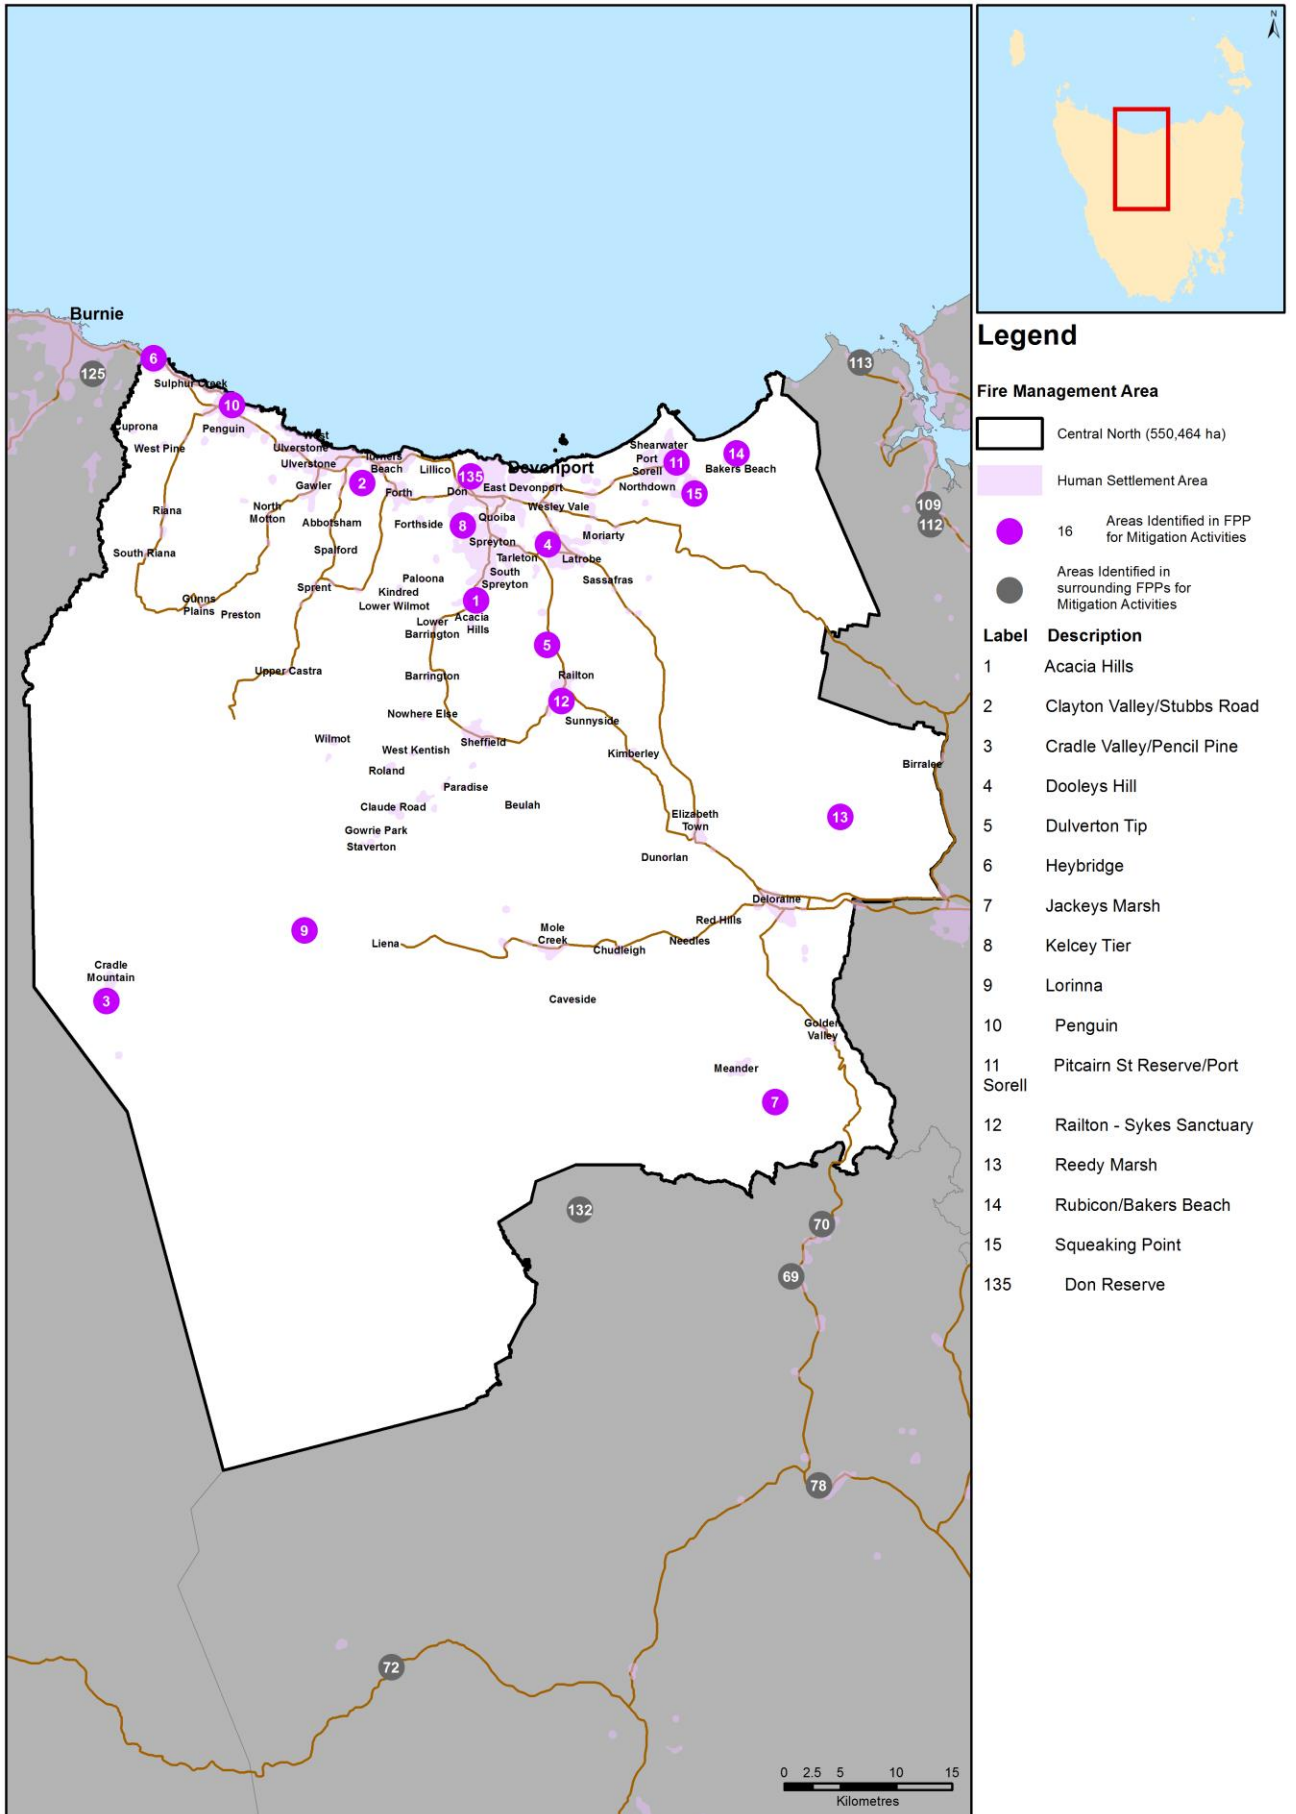 N
Burnie
6
125
113
Sulphur Creek
10
Penguin
Cuprona
West Pine
West
Ulverstone
Ulverstone
Turners
Beach
Lillico
135
Devonport
Shearwater
Port
Sorell
11
14
Bakers Beach
Gawler
2
Forth
Don
East Devonport
Northdown
15
109
112
Riana
North
Motton
Abbotsham
Forthside
8
Quoiba
Wesley Vale
Moriarty
South Riana
Spalford
Spreyton
4
Tarleton
Latrobe
Sprent
Paloona
South
Spreyton
Sassafras
Kindred
Lower Wilmot
1
Gunns
Plains
Preston
Lower
Barrington
Acacia
Hills
5
Upper Castra
Barrington
Railton
12
Nowhere Else
Sunnyside
Wilmot
West Kentish
Sheffield
Kimberley
Birralee
Roland
Paradise
Claude Road
Beulah
Elizabeth
Town
13
Gowrie Park
Staverton
Dunorlan
Deloraine
9
Liena
Mole
Creek
Chudleigh
Needles
Red Hills
Cradle
Mountain
3
Caveside
Golden
Valley
Meander
7
132
70
69
78
72
0 2.5 5 10 15
Kilometres
Legend
Fire Management Area
Central North (550,464 ha)
Human Settlement Area
16 Areas Identified in FPP
for Mitigation Activities
Areas Identified in
surrounding FPPs for
Mitigation Activities
Label Description
1 Acacia Hills
2 Clayton Valley/Stubbs Road
3 Cradle Valley/Pencil Pine
4 Dooleys Hill
5 Dulverton Tip
6 Heybridge
7 Jackeys Marsh
8 Kelcey Tier
9 Lorinna
10 Penguin
11 Pitcairn St Reserve/Port
Sorell
12 Railton - Sykes Sanctuary
13 Reedy Marsh
14 Rubicon/Bakers Beach
15 Squeaking Point
135 Don Reserve